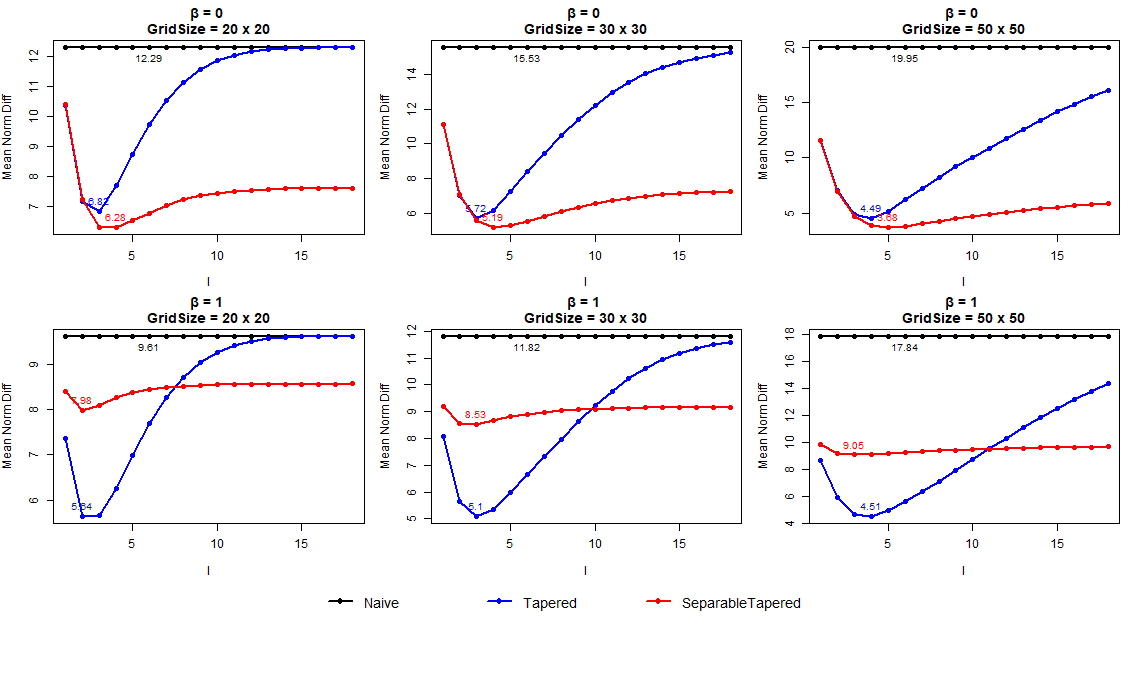 β = 0
GridSize = 20 x 20
Mean Norm Diff
7 8 9 10 11 12
12.29
6.82
6.28
5 10 15
l
β = 0
GridSize = 30 x 30
Mean Norm Diff
6 8 10 12 14
15.53
5.72
5.19
5 10 15
l
β = 0
GridSize = 50 x 50
Mean Norm Diff
5 10 15 20
19.95
4.49
3.68
5 10 15
l
β = 1
GridSize = 20 x 20
Mean Norm Diff
6 7 8 9
9.61
7.98
5.64
5 10 15
l
β = 1
GridSize = 30 x 30
Mean Norm Diff
5 6 7 8 9 10 11 12
11.82
8.53
5.1
5 10 15
l
β = 1
GridSize = 50 x 50
Mean Norm Diff
4 6 8 10 12 14 16 18
17.84
9.05
4.51
5 10 15
l
Naive Tapered SeparableTapered